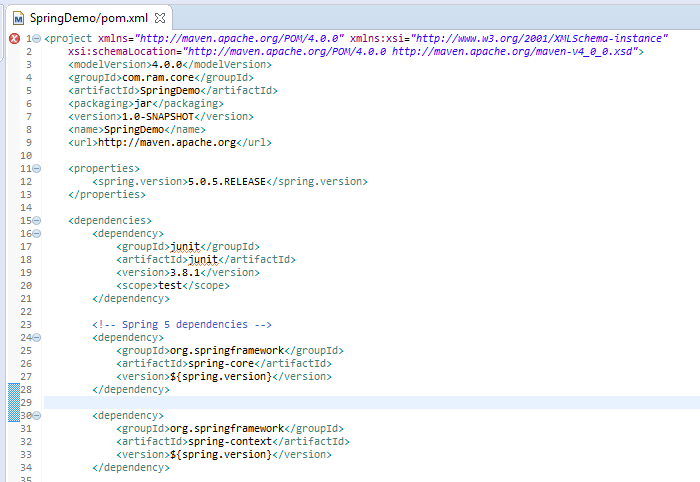 SpringDemo/pom.xml
1 <project xmlns="http://maven.apache.org/POM/4.0.0" xmlns:xsi="http://www.w3.org/2001/XMLSchema-instance"
2     xsi:schemaLocation="http://maven.apache.org/POM/4.0.0 http://maven.apache.org/maven-v4_0_0.xsd">
3     <modelVersion>4.0.0</modelVersion>
4     <groupId>com.ram.core</groupId>
5     <artifactId>SpringDemo</artifactId>
6     <packaging>jar</packaging>
7     <version>1.0-SNAPSHOT</version>
8     <name>SpringDemo</name>
9     <url>http://maven.apache.org</url>
10
11     <properties>
12         <spring.version>5.0.5.RELEASE</spring.version>
13     </properties>
14
15     <dependencies>
16         <dependency>
17             <groupId>junit</groupId>
18             <artifactId>junit</artifactId>
19             <version>3.8.1</version>
20             <scope>test</scope>
21         </dependency>
22
23         <!-- Spring 5 dependencies -->
24         <dependency>
25             <groupId>org.springframework</groupId>
26             <artifactId>spring-core</artifactId>
27             <version>${spring.version}</version>
28         </dependency>
29
30         <dependency>
31             <groupId>org.springframework</groupId>
32             <artifactId>spring-context</artifactId>
33             <version>${spring.version}</version>
34         </dependency>
35